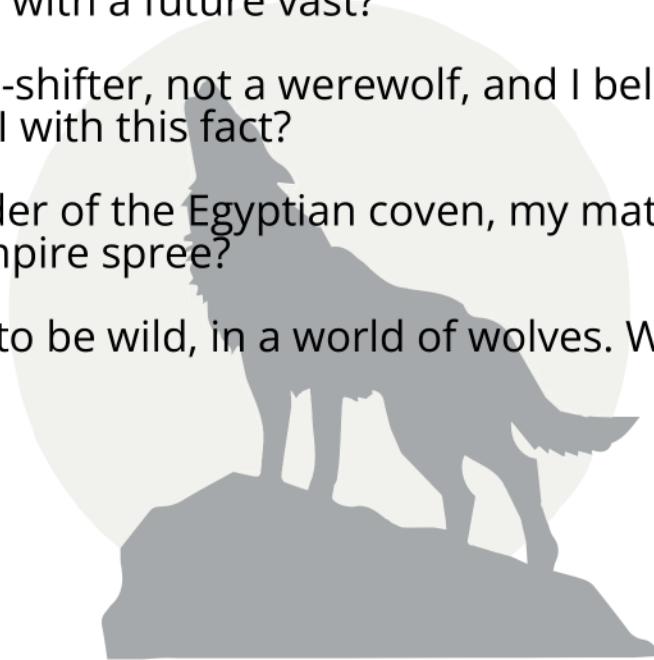 with a future vast?
-shifter, not a werewolf, and I bel
I with this fact?
der of the Egyptian coven, my mat
npire spree?
to be wild, in a world of wolves. W